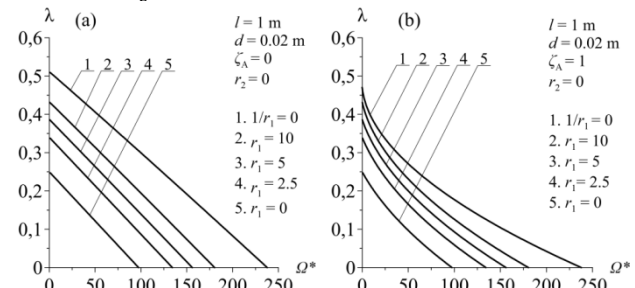 λ (a)
0,6
0,5
0,4
0,3
0,2
0,1
0
0 50 100 150 200 250 Ω*
1 2 3 4 5
l = 1 m
d = 0.02 m
ζA = 0
r2 = 0
1. 1/r1 = 0
2. r1 = 10
3. r1 = 5
4. r1 = 2.5
5. r1 = 0
λ (b)
0,6
0,5
0,4
0,3
0,2
0,1
0
0 50 100 150 200 250 Ω*
1 2 3 4 5
l = 1 m
d = 0.02 m
ζA = 1
r2 = 0
1. 1/r1 = 0
2. r1 = 10
3. r1 = 5
4. r1 = 2.5
5. r1 = 0